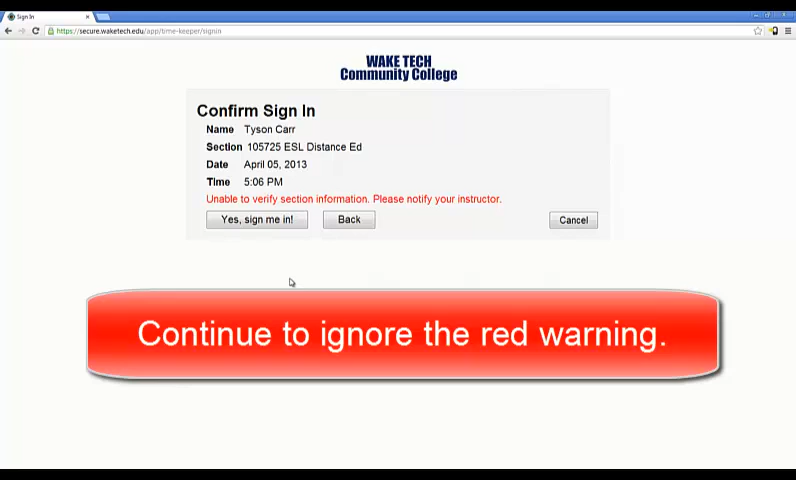 Sign In
https://secure.waketech.edu/app/time-keeper/signin
WAKE TECH
Community College
Confirm Sign In
Name Tyson Carr
Section 105725 ESL Distance Ed
Date April 05, 2013
Time 5:06 PM
Unable to verify section information. Please notify your instructor.
Yes, sign me in! Back Cancel
Continue to ignore the red warning.